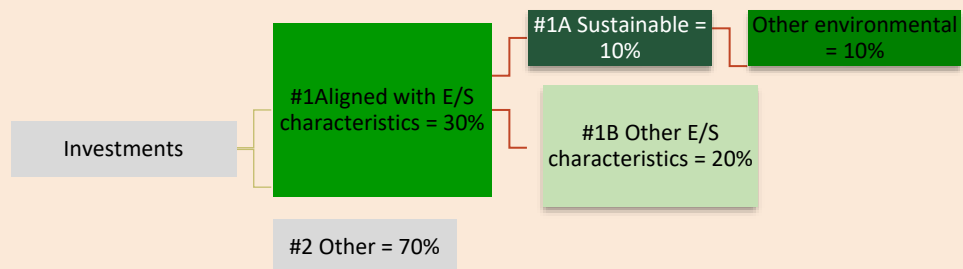 Investments
#1Aligned with E/S
characteristics = 30%
#2 Other = 70%
#1A Sustainable =
10%
#1B Other E/S
characteristics = 20%
Other environmental
= 10%